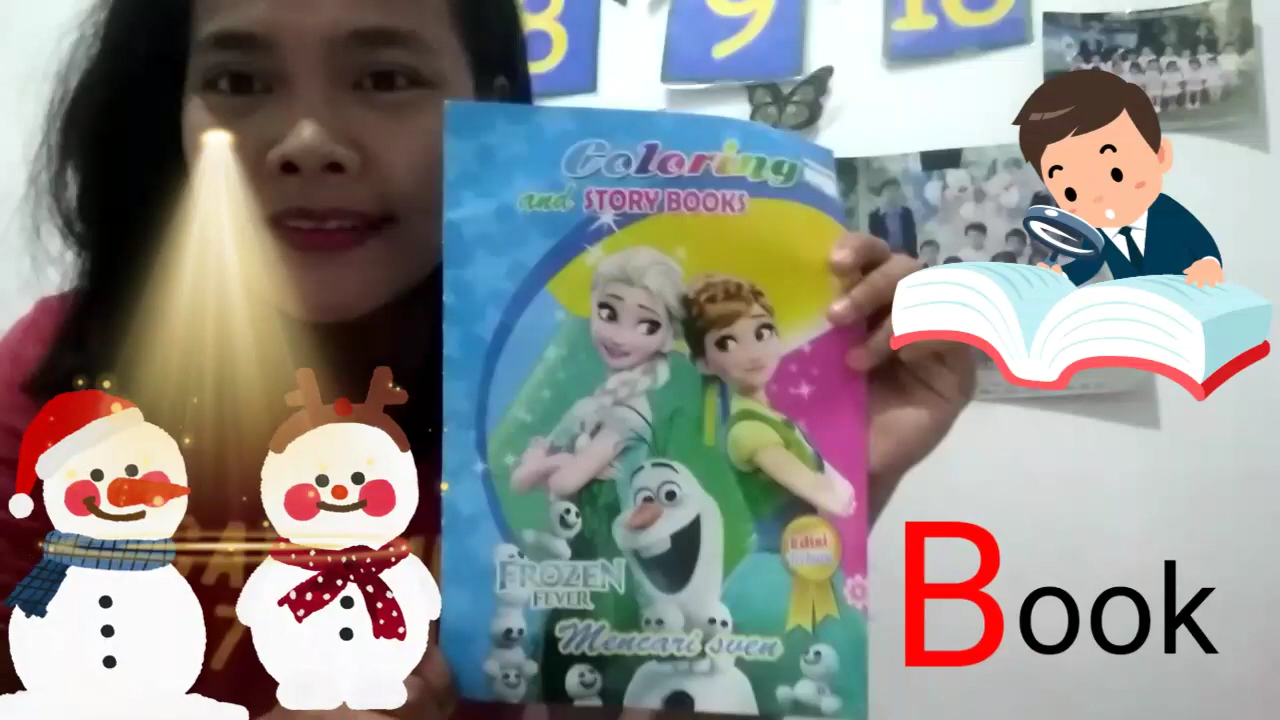 8 9 10
Coloring
and STORY BOOKS
FROZEN
FEVER
Mencari sven
Edisi
Book